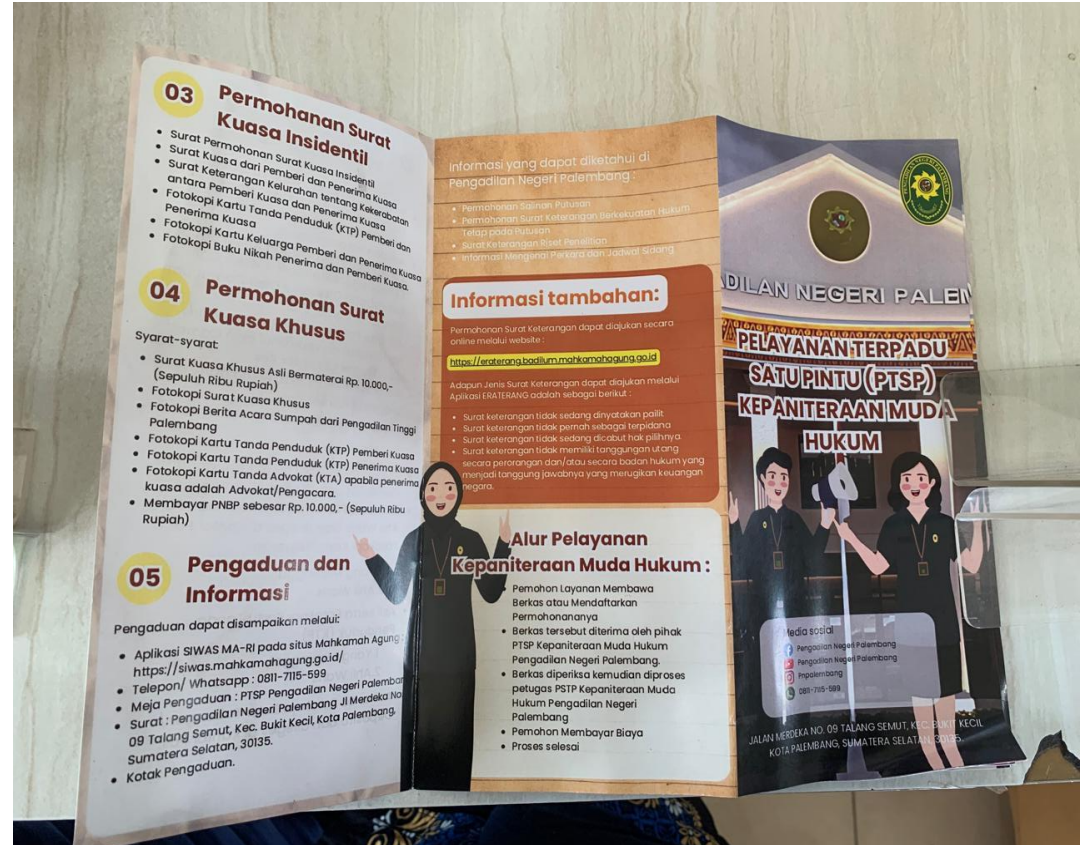 03
Permohanan Surat
Kuasa Insidentil
• Surat Permohonan Surat Kuasa Insidentil
• Surat Kuasa dari Pemberi dan Penerima Kuasa
• Surat Keterangan Kelurahan tentang Kekerabatan
antara Pemberi Kuasa dan Penerima Kuasa
• Fotokopi Kartu Tanda Penduduk (KTP) Pemberi dan
Penerima Kuasa
• Fotokopi Kartu Keluarga Pemberi dan Penerima Kuasa
• Fotokopi Buku Nikah Penerima dan Pemberi Kuasa.
04
Permohonan Surat
Kuasa Khusus
Syarat-syarat:
• Surat Kuasa Khusus Asli Bermaterai Rp. 10.000,-
(Sepuluh Ribu Rupiah)
• Fotokopi Surat Kuasa Khusus
• Fotokopi Berita Acara Sumpah dari Pengadilan Tinggi
Palembang
• Fotokopi Kartu Tanda Penduduk (KTP) Pemberi Kuasa
• Fotokopi Kartu Tanda Penduduk (KTP) Penerima Kuasa
• Fotokopi Kartu Tanda Advokat (KTA) apabila penerima
kuasa adalah Advokat/Pengacara.
• Membayar PNBP sebesar Rp. 10.000,- (Sepuluh Ribu
Rupiah)
05
Pengaduan dan
Informasi
Pengaduan dapat disampaikan melalui:
• Aplikasi SIWAS MA-RI pada situs Mahkamah Agung :
https://siwas.mahkamahagung.go.id/
• Telepon/ Whatsapp : 0811-7115-599
• Meja Pengaduan : PTSP Pengadilan Negeri Palembang
• Surat : Pengadilan Negeri Palembang Jl Merdeka No.
09 Talang Semut, Kec. Bukit Kecil, Kota Palembang,
Sumatera Selatan, 30135.
• Kotak Pengaduan.
Informasi yang dapat diketahui di
Pengadilan Negeri Palembang :
• Permohonan Salinan Putusan
• Permohonan Surat Keterangan Berkekuatan Hukum
Tetap pada Putusan
• Surat Keterangan Riset Penelitian
• Informasi Mengenai Perkara dan Jadwal Sidang
Informasi tambahan:
Permohonan Surat Keterangan dapat diajukan secara
online melalui website :
https://eraterang.badilum.mahkamahagung.go.id
Adapun Jenis Surat Keterangan dapat diajukan melalui
Aplikasi ERATERANG adalah sebagai berikut :
• Surat keterangan tidak sedang dinyatakan pailit
• Surat keterangan tidak pernah sebagai terpidana
• Surat keterangan tidak sedang dicabut hak pilihnya
• Surat keterangan tidak memiliki tanggungan utang
secara perorangan dan/atau secara badan hukum yang
menjadi tanggung jawabnya yang merugikan keuangan
negara.
Alur Pelayanan
Kepaniteraan Muda Hukum :
• Pemohon Layanan Membawa
Berkas atau Mendaftarkan
Permohonananya
• Berkas tersebut diterima oleh pihak
PTSP Kepaniteraan Muda Hukum
Pengadilan Negeri Palembang.
• Berkas diperiksa kemudian diproses
petugas PSTP Kepaniteraan Muda
Hukum Pengadilan Negeri
Palembang
• Pemohon Membayar Biaya
• Proses selesai
ADILAN NEGERI PALEM
PELAYANAN TERPADU
SATU PINTU (PTSP)
KEPANITERAAN MUDA
HUKUM
Media sosial
Pengadilan Negeri Palembang
Pengadilan Negeri Palembang
Pnpalembang
0811-7115-599
JALAN MERDEKA NO. 09 TALANG SEMUT, KEC. BUKIT KECIL
KOTA PALEMBANG, SUMATERA SELATAN, 30135.